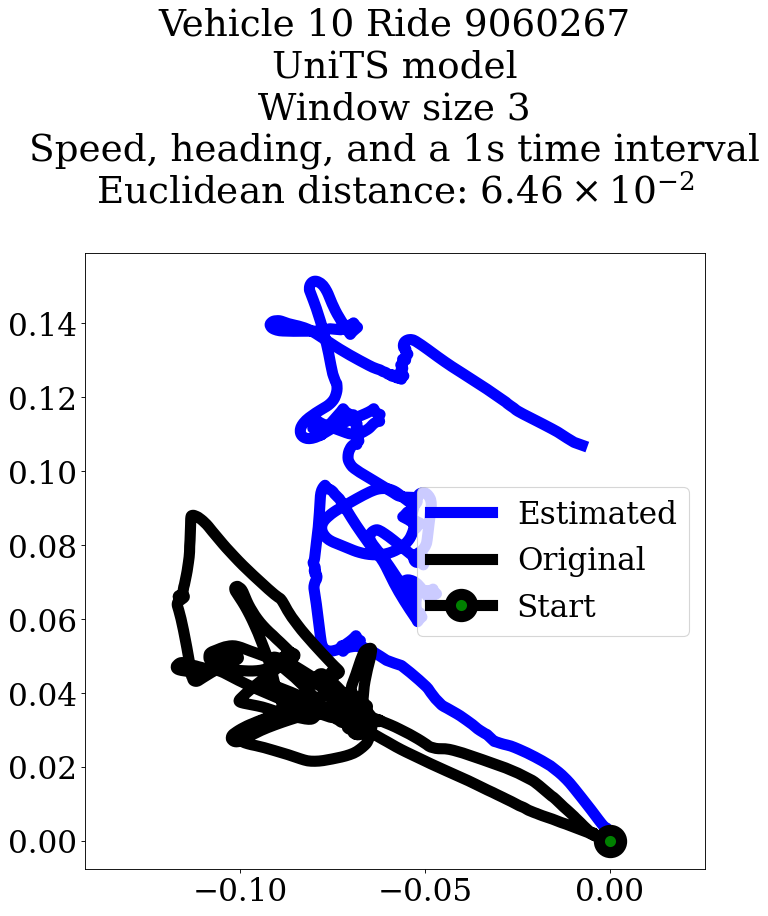 Vehicle 10 Ride 9060267
UniTS model
Window size 3
Speed, heading, and a 1s time interval
Euclidean distance: 6.46 × 10⁻²
0.14
0.12
0.10
0.08
0.06
0.04
0.02
0.00
Estimated
Original
Start
−0.10 −0.05 0.00